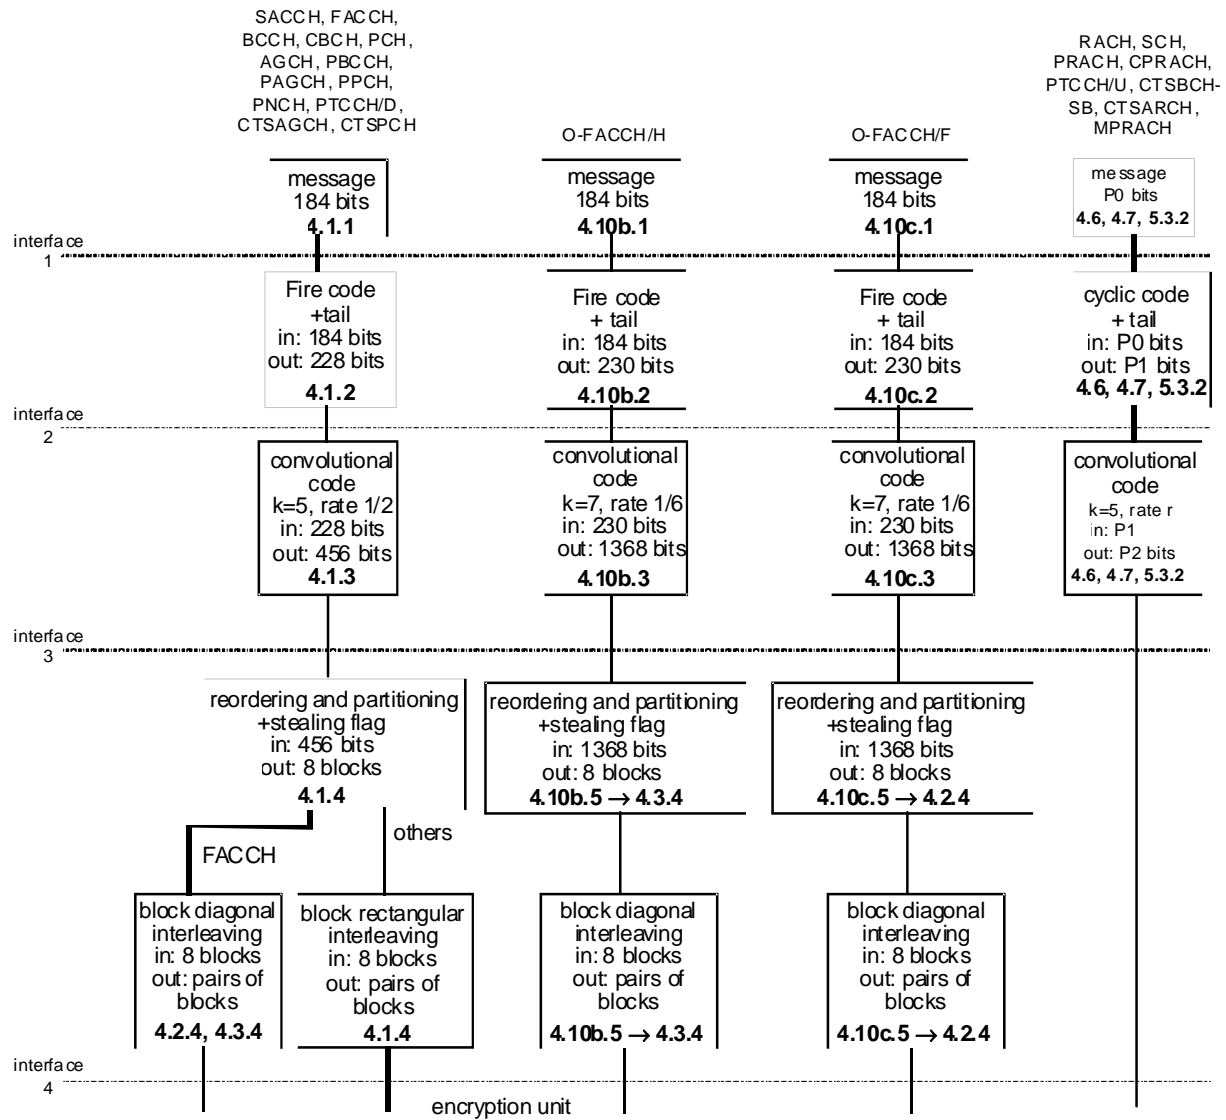 SACCH, FACCH,
BCCH, CBCH, PCH,
AGCH, PBCCH,
PAGCH, PPCH,
PNCH, PTCCH/D,
CTSAGCH, CTSPCH
O-FACCH/H
O-FACCH/F
RACH, SCH,
PRACH, CPRACH,
PTCCH/U, CTSBCH-
SB, CTSARCH,
MPRACH
message
184 bits
4.1.1
message
184 bits
4.10b.1
message
184 bits
4.10c.1
message
P0 bits
4.6, 4.7, 5.3.2
interface
1
Fire code
+tail
in: 184 bits
out: 228 bits
4.1.2
Fire code
+ tail
in: 184 bits
out: 230 bits
4.10b.2
Fire code
+ tail
in: 184 bits
out: 230 bits
4.10c.2
cyclic code
+ tail
in: P0 bits
out: P1 bits
4.6, 4.7, 5.3.2
interface
2
convolutional
code
k=5, rate 1/2
in: 228 bits
out: 456 bits
4.1.3
convolutional
code
k=7, rate 1/6
in: 230 bits
out: 1368 bits
4.10b.3
convolutional
code
k=7, rate 1/6
in: 230 bits
out: 1368 bits
4.10c.3
convolutional
code
k=5, rate r
in: P1
out: P2 bits
4.6, 4.7, 5.3.2
interface
3
reordering and partitioning
+stealing flag
in: 456 bits
out: 8 blocks
4.1.4
reordering and partitioning
+stealing flag
in: 1368 bits
out: 8 blocks
4.10b.5 → 4.3.4
reordering and partitioning
+stealing flag
in: 1368 bits
out: 8 blocks
4.10c.5 → 4.2.4
FACCH
others
block diagonal
interleaving
in: 8 blocks
out: pairs of
blocks
4.2.4, 4.3.4
block rectangular
interleaving
in: 8 blocks
out: pairs of
blocks
4.1.4
block diagonal
interleaving
in: 8 blocks
out: pairs of
blocks
4.10b.5 → 4.3.4
block diagonal
interleaving
in: 8 blocks
out: pairs of
blocks
4.10c.5 → 4.2.4
interface
4
encryption unit